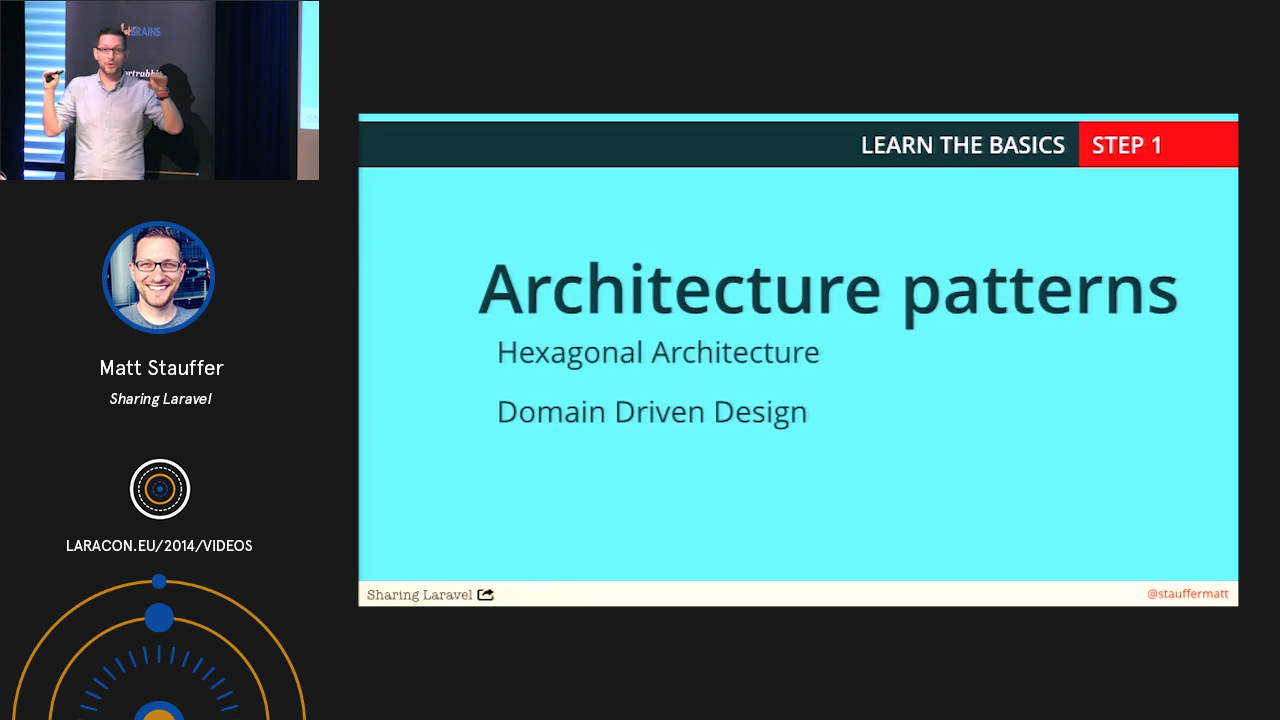 BRAINS
Matt Stauffer
Sharing Laravel
LARACON.EU/2014/VIDEOS
LEARN THE BASICS STEP 1
Architecture patterns
Hexagonal Architecture
Domain Driven Design
Sharing Laravel
@stauffermatt